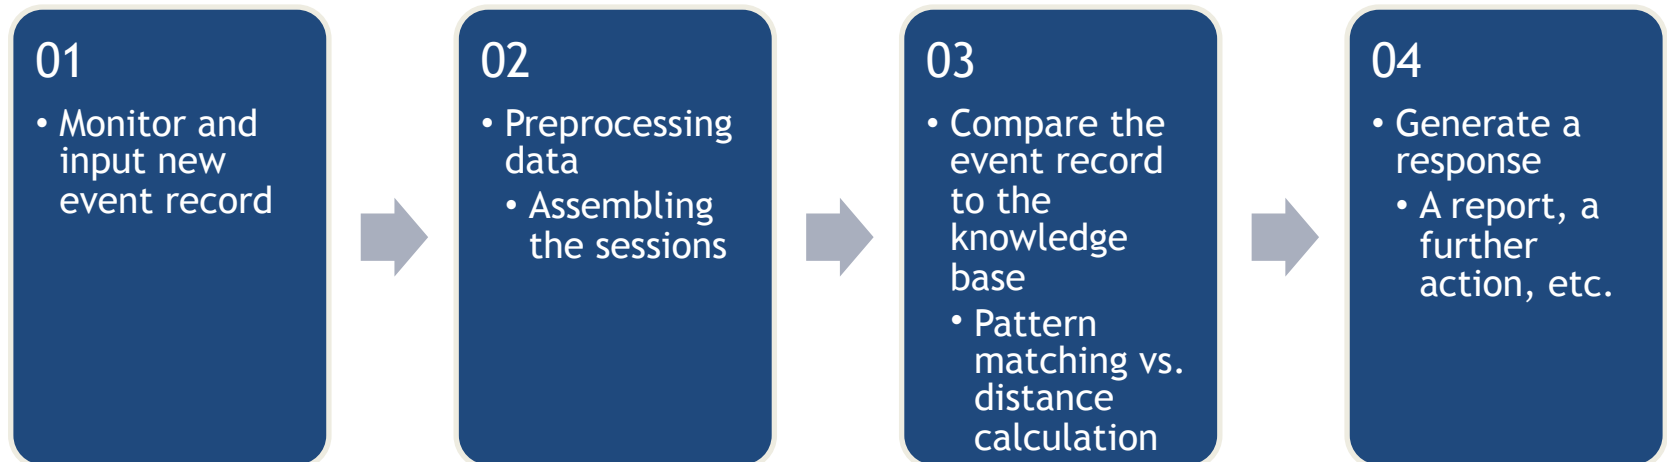 01
• Monitor and
input new
event record
02
• Preprocessing
data
• Assembling
the sessions
03
• Compare the
event record
to the
knowledge
base
• Pattern
matching vs.
distance
calculation
04
• Generate a
response
• A report, a
further
action, etc.